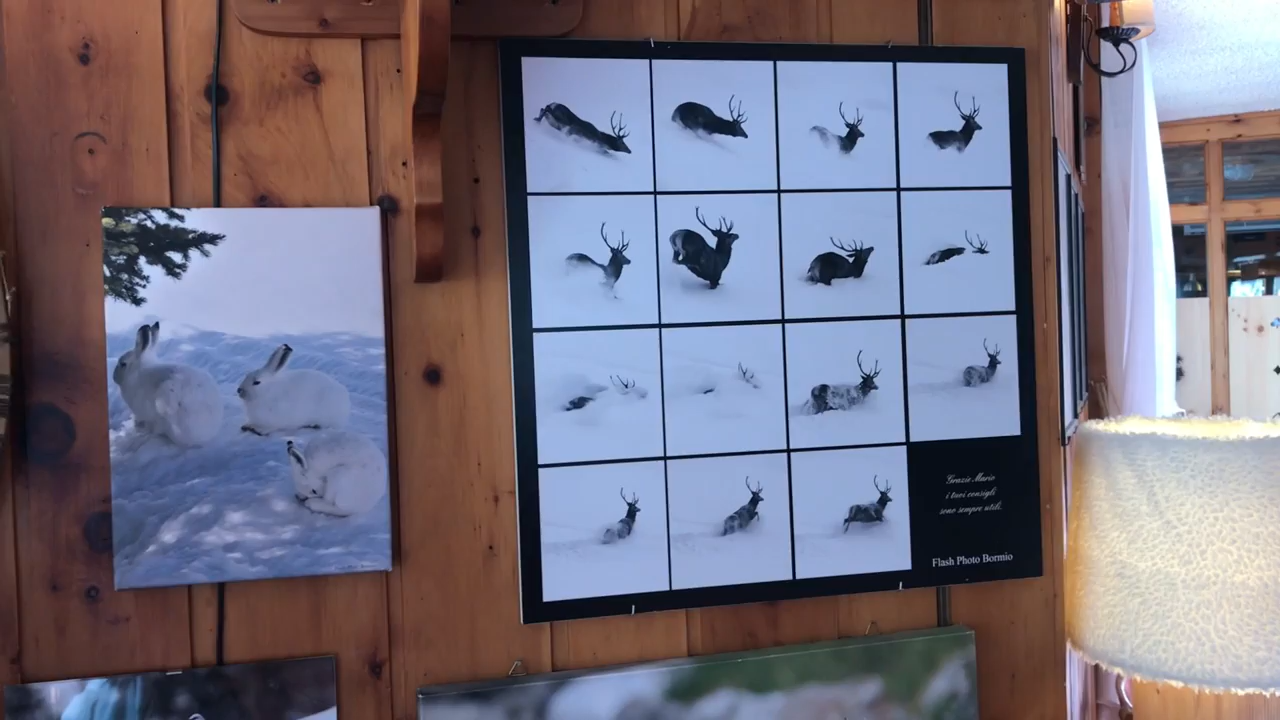 Grazie Mario
i tuoi consigli
sono sempre utili.
Flash Photo Bormio